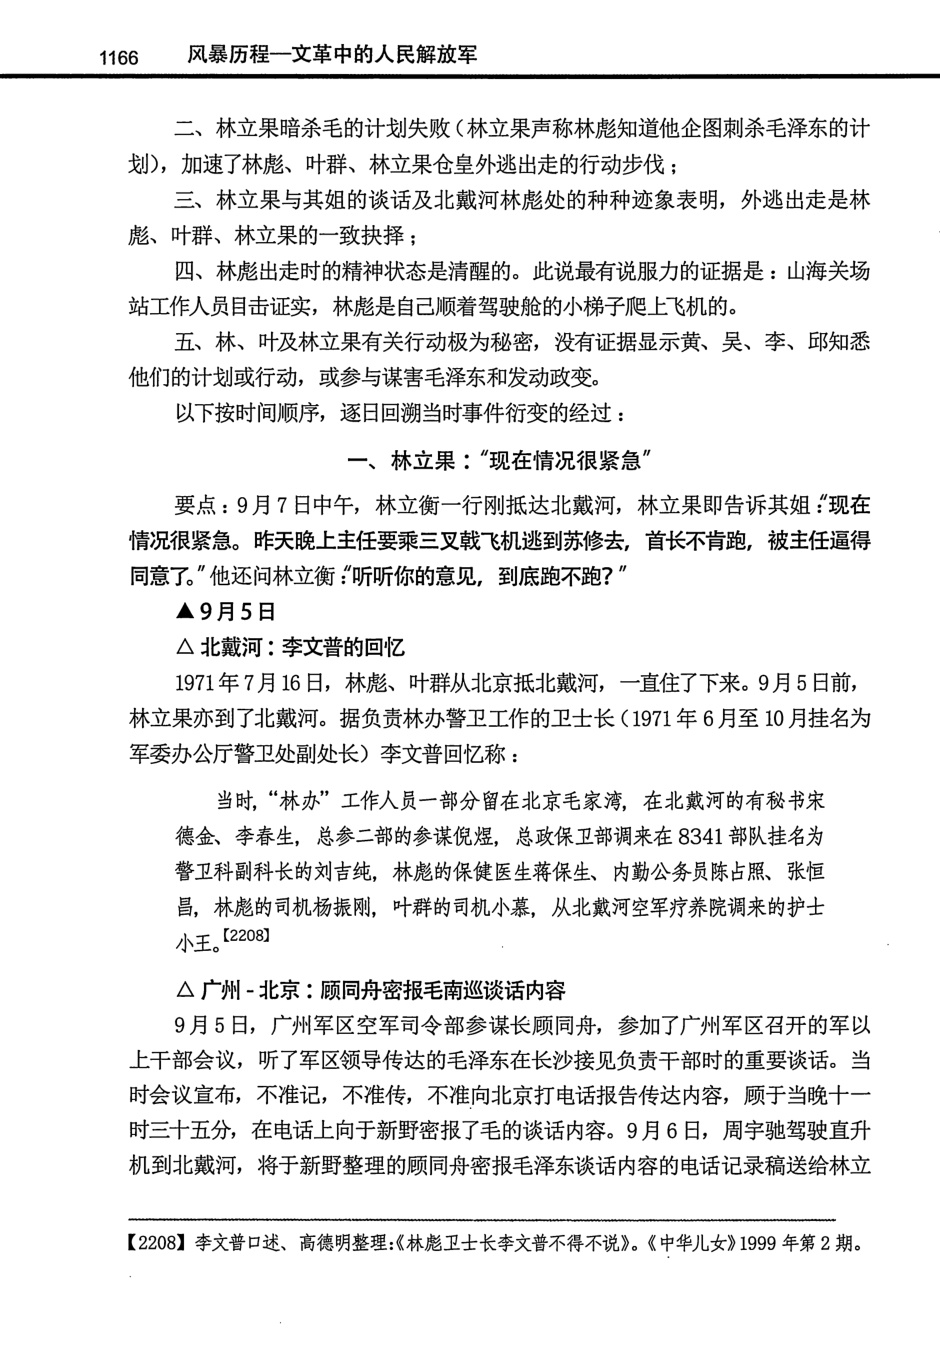 1166 风暴历程—文革中的人民解放军
二、林立果暗杀毛的计划失败（林立果声称林彪知道他企图刺杀毛泽东的计
划），加速了林彪、叶群、林立果仓皇外逃出走的行动步伐；
三、林立果与其姐的谈话及北戴河林彪处的种种迹象表明，外逃出走是林
彪、叶群、林立果的一致抉择；
四、林彪出走时的精神状态是清醒的。此说最有说服力的证据是：山海关场
站工作人员目击证实，林彪是自己顺着驾驶舱的小梯子爬上飞机的。
五、林、叶及林立果有关行动极为秘密，没有证据显示黄、吴、李、邱知悉
他们的计划或行动，或参与谋害毛泽东和发动政变。
以下按时间顺序，逐日回溯当时事件衍变的经过：
一、林立果：“现在情况很紧急”
要点：9月7日中午，林立衡一行刚抵达北戴河，林立果即告诉其姐：“现在
情况很紧急。昨天晚上主任要乘三叉戟飞机逃到苏修去，首长不肯跑，被主任逼得
同意了。”他还问林立衡：“听听你的意见，到底跑不跑？”
▲9月5日
△北戴河：李文普的回忆
1971年7月16日，林彪、叶群从北京抵北戴河，一直住了下来。9月5日前，
林立果亦到了北戴河。据负责林办警卫工作的卫士长（1971年6月至10月挂名为
军委办公厅警卫处副处长）李文普回忆称：
当时，“林办”工作人员一部分留在北京毛家湾，在北戴河的有秘书宋
德金、李春生，总参二部的参谋倪煜，总政保卫部调来在8341部队挂名为
警卫科副科长的刘吉纯，林彪的保健医生蒋保生、内勤公务员陈占照、张恒
昌，林彪的司机杨振刚，叶群的司机小慕，从北戴河空军疗养院调来的护士
小王。【2208】
△广州-北京：顾同舟密报毛南巡谈话内容
9月5日，广州军区空军司令部参谋长顾同舟，参加了广州军区召开的军以
上干部会议，听了军区领导传达的毛泽东在长沙接见负责干部时的重要谈话。当
时会议宣布，不准记，不准传，不准向北京打电话报告传达内容，顾于当晚十一
时三十五分，在电话上向于新野密报了毛的谈话内容。9月6日，周宇驰驾驶直升
机到北戴河，将于新野整理的顾同舟密报毛泽东谈话内容的电话记录稿送给林立
【2208】李文普口述、高德明整理：《林彪卫士长李文普不得不说》。《中华儿女》1999年第2期。